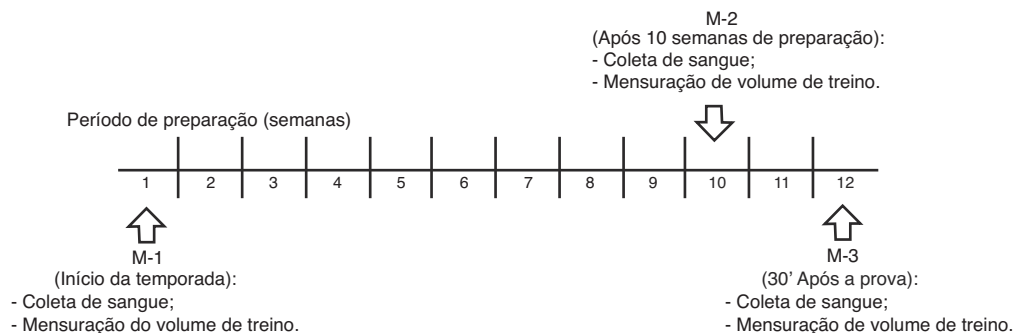 M-2
(Após 10 semanas de preparação):
- Coleta de sangue;
- Mensuração de volume de treino.
Período de preparação (semanas)
1 2 3 4 5 6 7 8 9 10 11 12
M-1
(Início da temporada):
- Coleta de sangue;
- Mensuração do volume de treino.
M-3
(30’ Após a prova):
- Coleta de sangue;
- Mensuração de volume de treino.